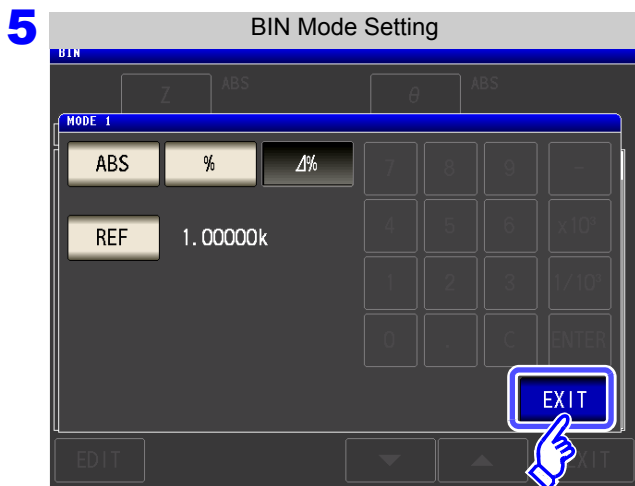 5
BIN Mode Setting
BIN
Z ABS θ ABS
MODE 1
ABS % Δ% 7 8 9 -
REF 1.00000k 4 5 6 x10³
1 2 3 1/10³
0 . C ENTER
EXIT
EDIT EXIT